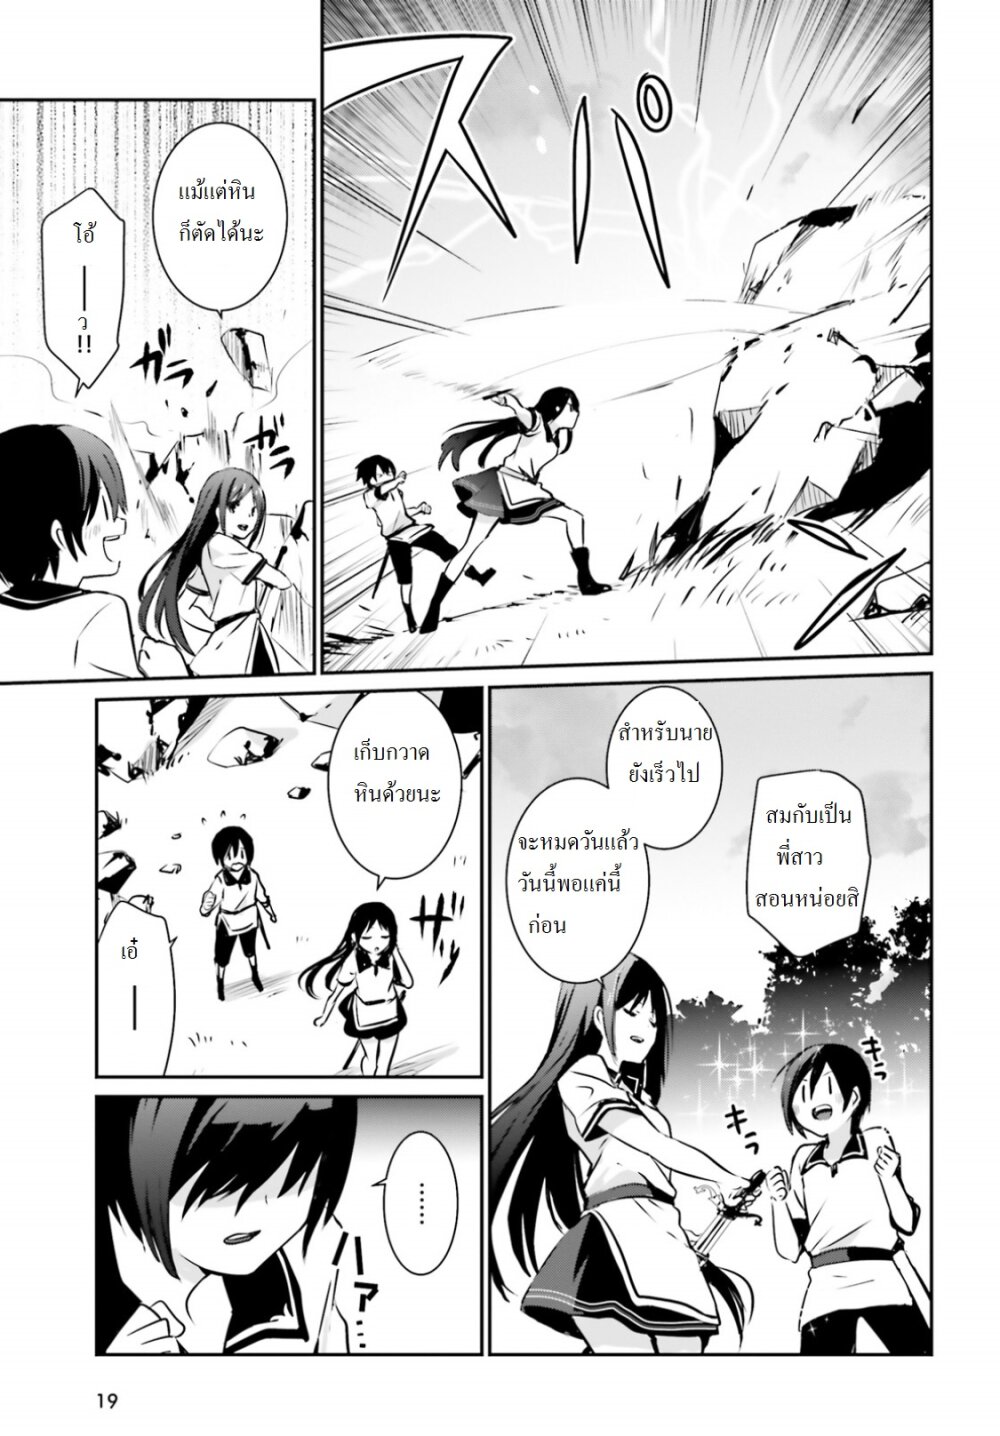 スパ
แม้แต่หิน
ก็ตัดได้นะ
โอ้
ว
!!
ガラ
ガラ
สมกับเป็น
พี่สาว
สอนหน่อยสิ
สำหรับนาย
ยังเร็วไป
จะหมดวันแล้ว
วันนี้พอแค่นี้
ก่อน
キラ
キラ
เก็บกวาด
หินด้วยนะ
เอ๋
......
ハァ...
19